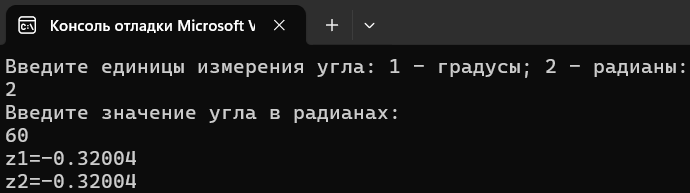 Консоль отладки Microsoft V
Введите единицы измерения угла: 1 - градусы; 2 - радианы:
2
Введите значение угла в радианах:
60
z1=-0.32004
z2=-0.32004